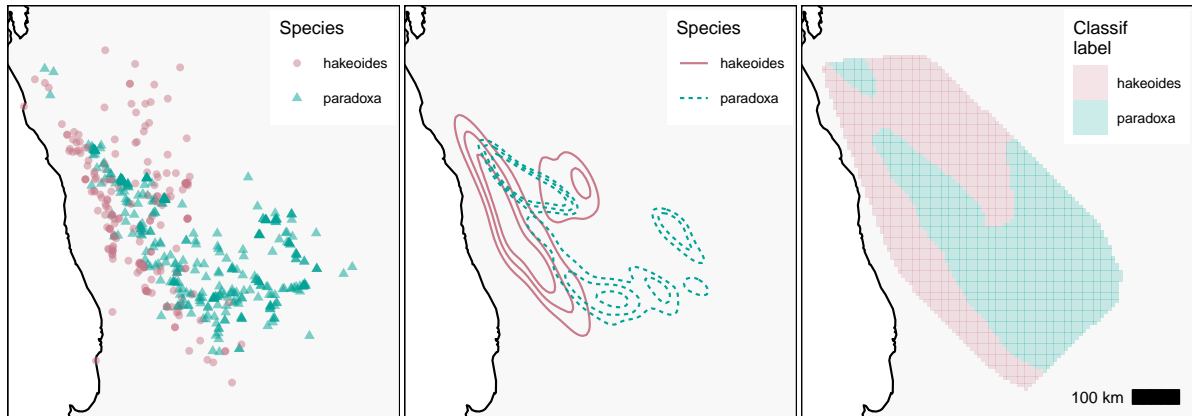 Species
hakeoides
paradoxa
Species
hakeoides
paradoxa
Classif
label
hakeoides
paradoxa
100 km